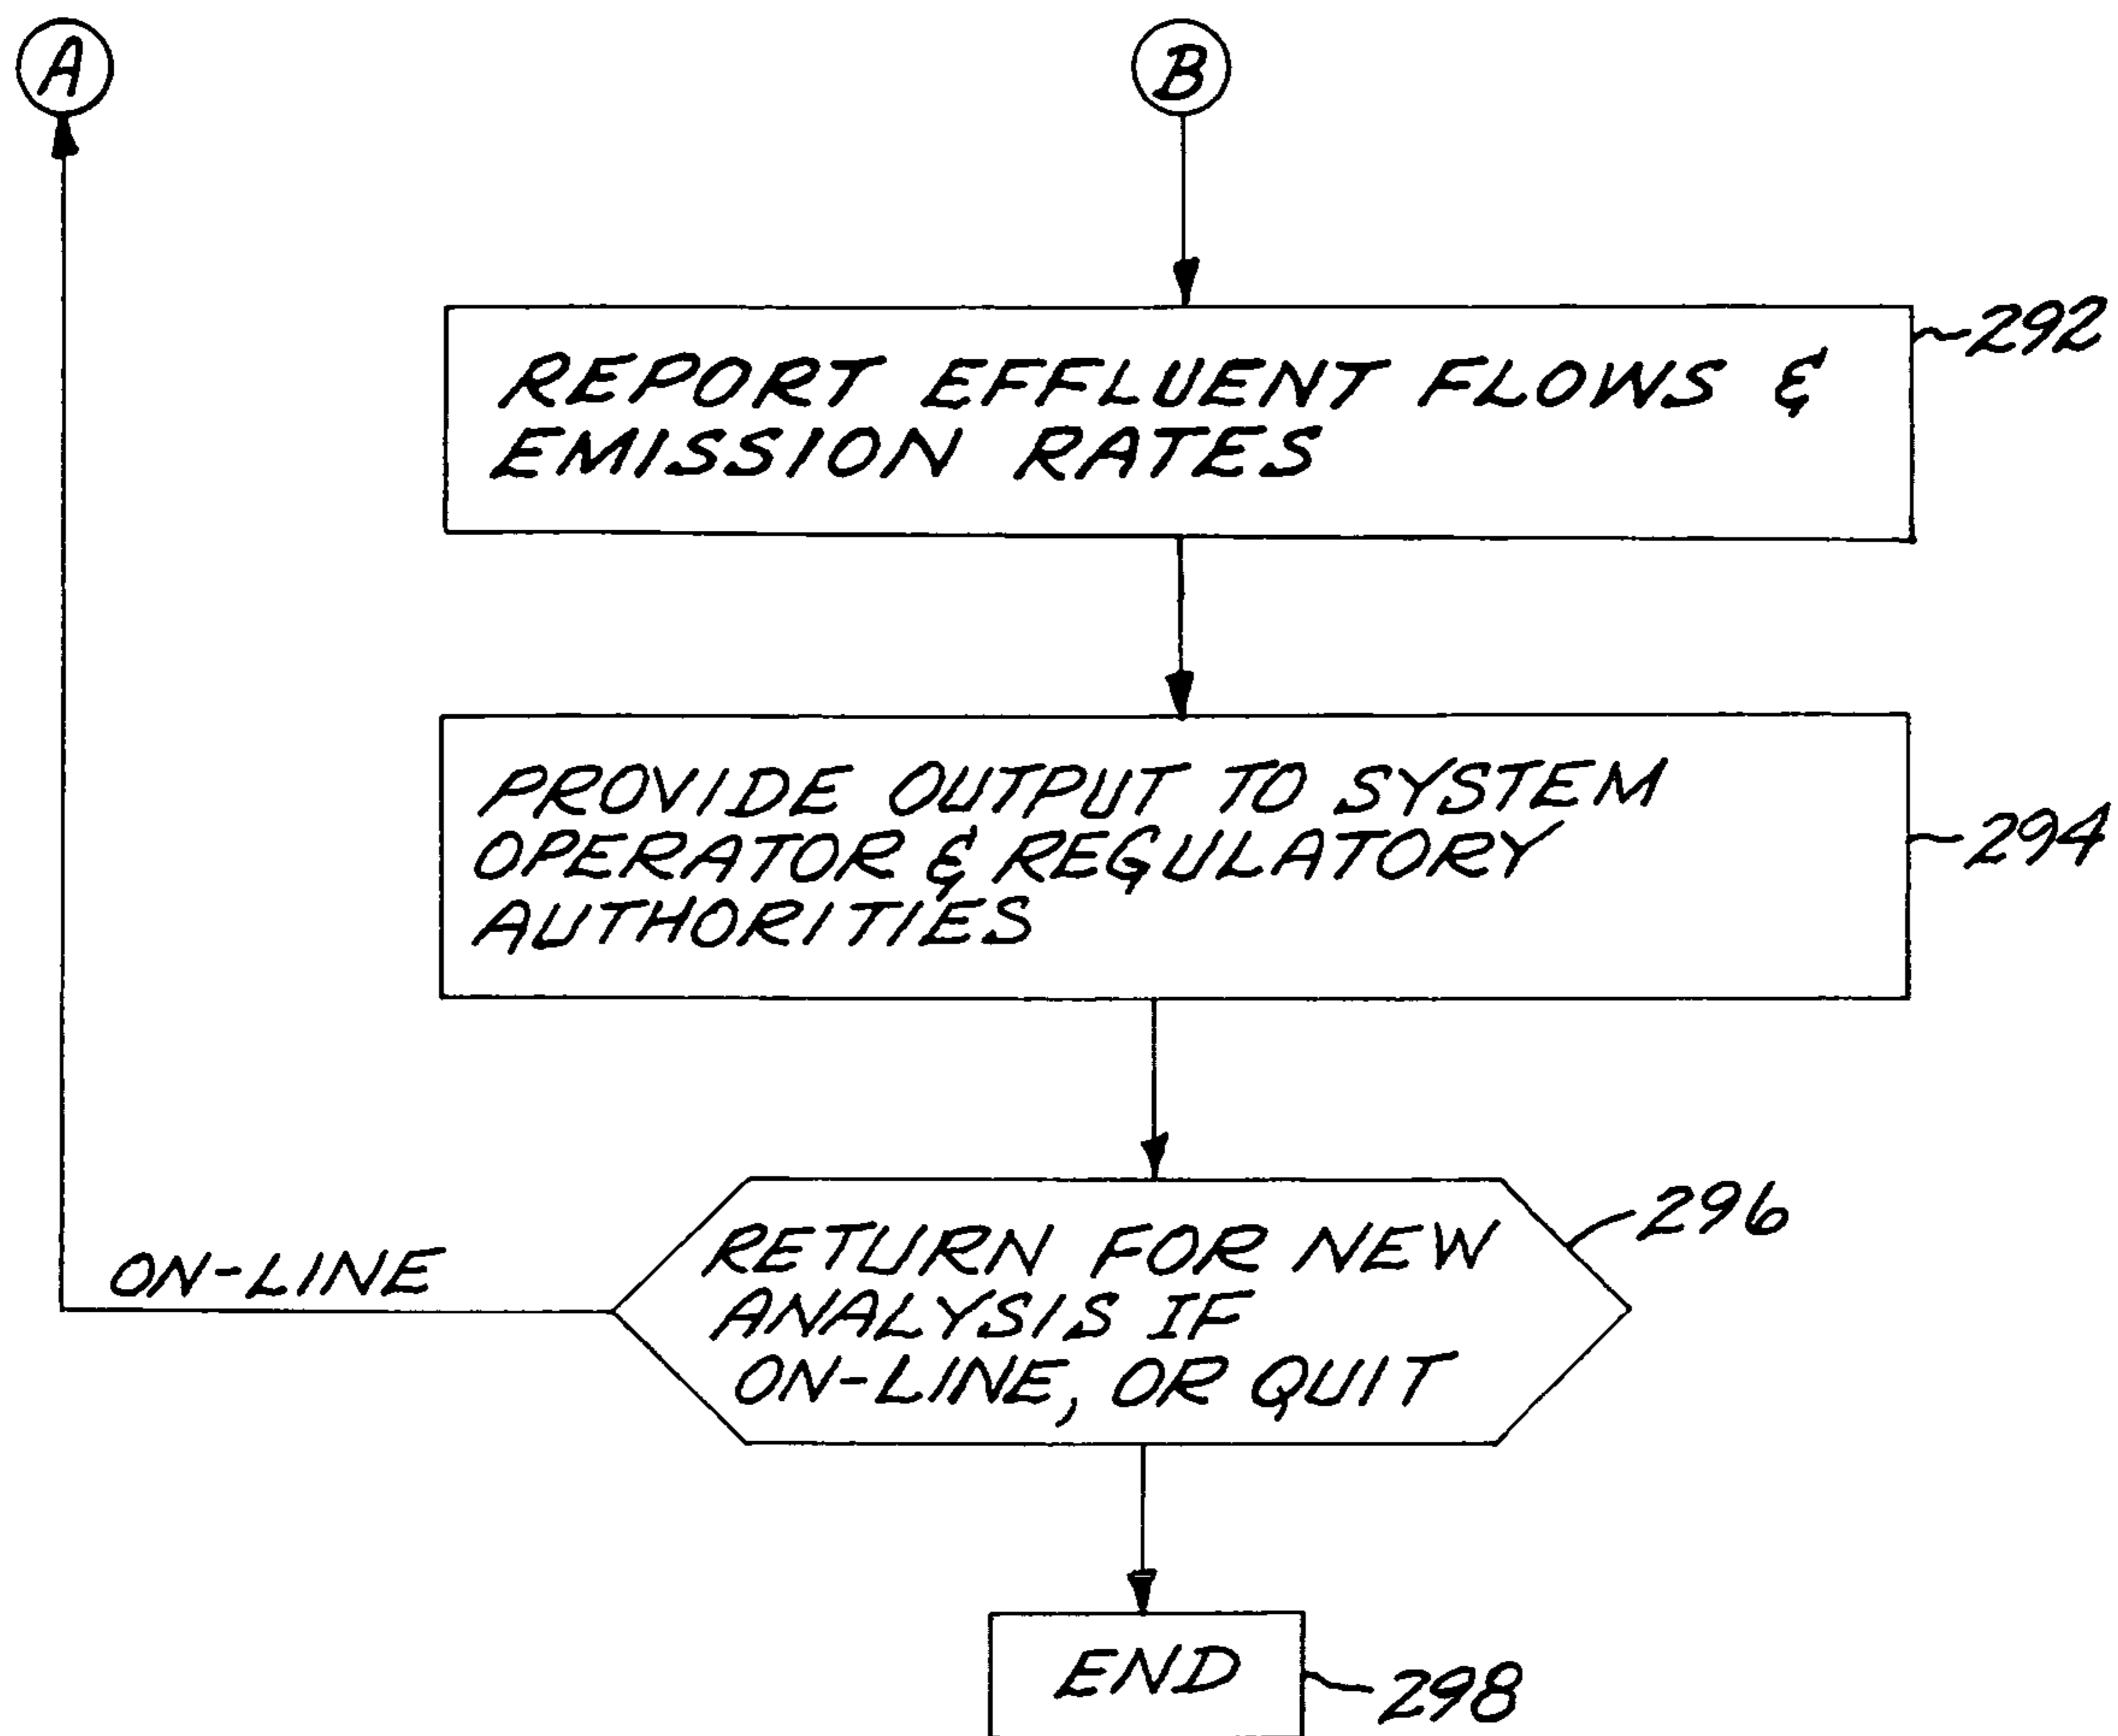 A
B
292
REPORT EFFLUENT FLOWS &
EMISSION RATES
PROVIDE OUTPUT TO SYSTEM
OPERATOR & REGULATORY
AUTHORITIES
294
296
RETURN FOR NEW
ANALYSIS IF
ON-LINE, OR QUIT
ON-LINE
END
298